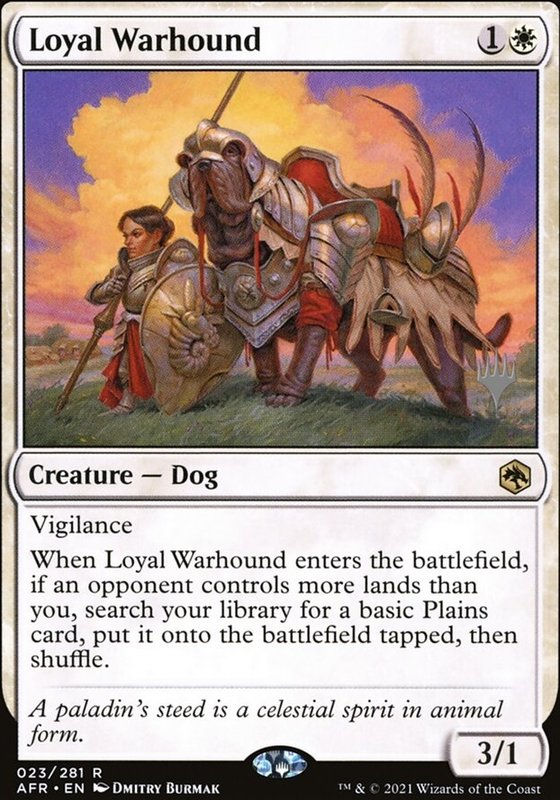 Loyal Warhound 1
Creature — Dog
Vigilance
When Loyal Warhound enters the battlefield,
if an opponent controls more lands than
you, search your library for a basic Plains
card, put it onto the battlefield tapped, then
shuffle.
A paladin's steed is a celestial spirit in animal
form.
3/1
023/281 R
AFR • EN DMITRY BURMAK
™ & © 2021 Wizards of the Coast